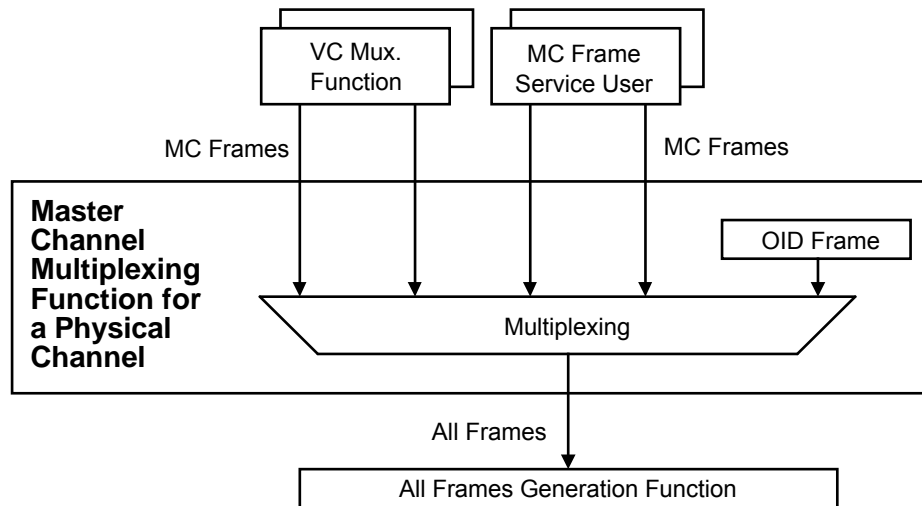 VC Mux.
Function
MC Frame
Service User
MC Frames
MC Frames
Master
Channel
Multiplexing
Function for
a Physical
Channel
OID Frame
Multiplexing
All Frames
All Frames Generation Function